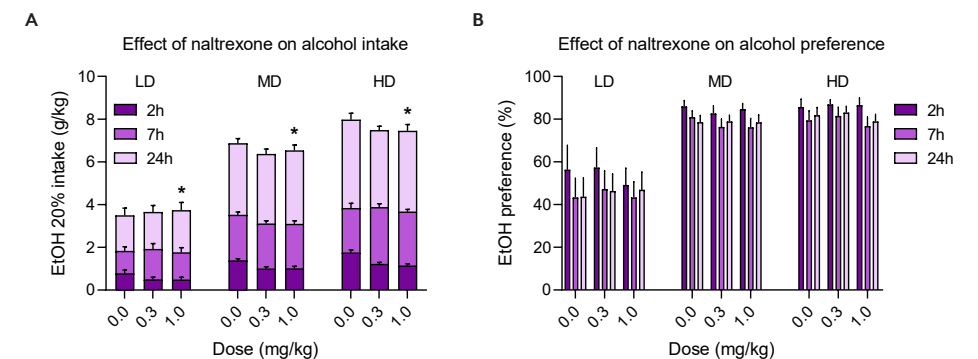 A
Effect of naltrexone on alcohol intake
LD MD HD
2h
7h
24h
* * *
10
8
6
4
2
0
EtOH 20% intake (g/kg)
0.0 0.3 1.0 0.0 0.3 1.0 0.0 0.3 1.0
Dose (mg/kg)
B
Effect of naltrexone on alcohol preference
LD MD HD
2h
7h
24h
100
80
60
40
20
0
EtOH preference (%)
0.0 0.3 1.0 0.0 0.3 1.0 0.0 0.3 1.0
Dose (mg/kg)